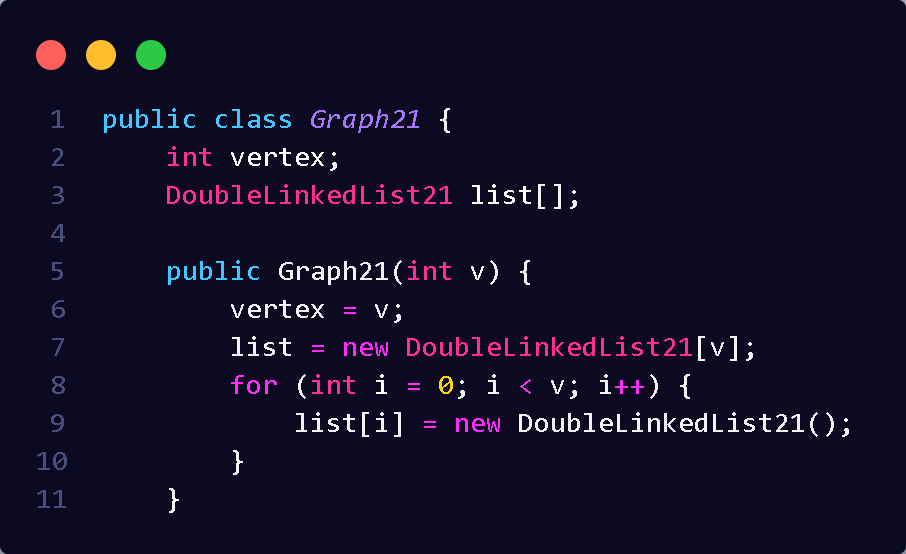 1 public class Graph21 {
2     int vertex;
3     DoubleLinkedList21 list[];
4
5     public Graph21(int v) {
6         vertex = v;
7         list = new DoubleLinkedList21[v];
8         for (int i = 0; i < v; i++) {
9             list[i] = new DoubleLinkedList21();
10         }
11     }